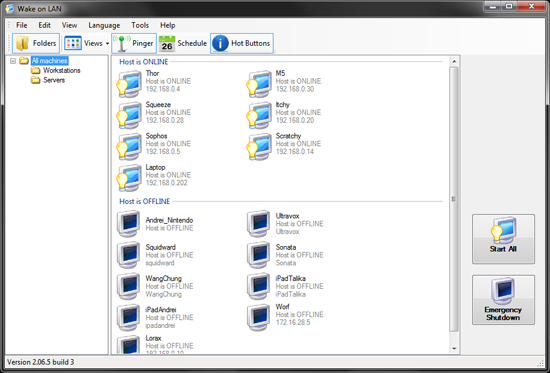 Wake on LAN
File Edit View Language Tools Help
Folders Views Pinger 26 Schedule Hot Buttons
All machines
Workstations
Servers
Host is ONLINE
Thor
Host is ONLINE
192.168.0.4
M5
Host is ONLINE
192.168.0.30
Squeeze
Host is ONLINE
192.168.0.28
Itchy
Host is ONLINE
192.168.0.20
Sophos
Host is ONLINE
192.168.0.5
Scratchy
Host is ONLINE
192.168.0.14
Laptop
Host is ONLINE
192.168.0.202
Host is OFFLINE
Andrei_Nintendo
Host is OFFLINE
Ultravox
Host is OFFLINE
Ultravox
Squidward
Host is OFFLINE
squidward
Sonata
Host is OFFLINE
Sonata
WangChung
Host is OFFLINE
WangChung
iPadTalika
Host is OFFLINE
iPadTalika
iPadAndrei
Host is OFFLINE
ipadandrei
Worf
Host is OFFLINE
172.16.28.5
Lorax
Host is OFFLINE
192.168.0.10
Start All
Emergency
Shutdown
Version 2.06.5 build 3